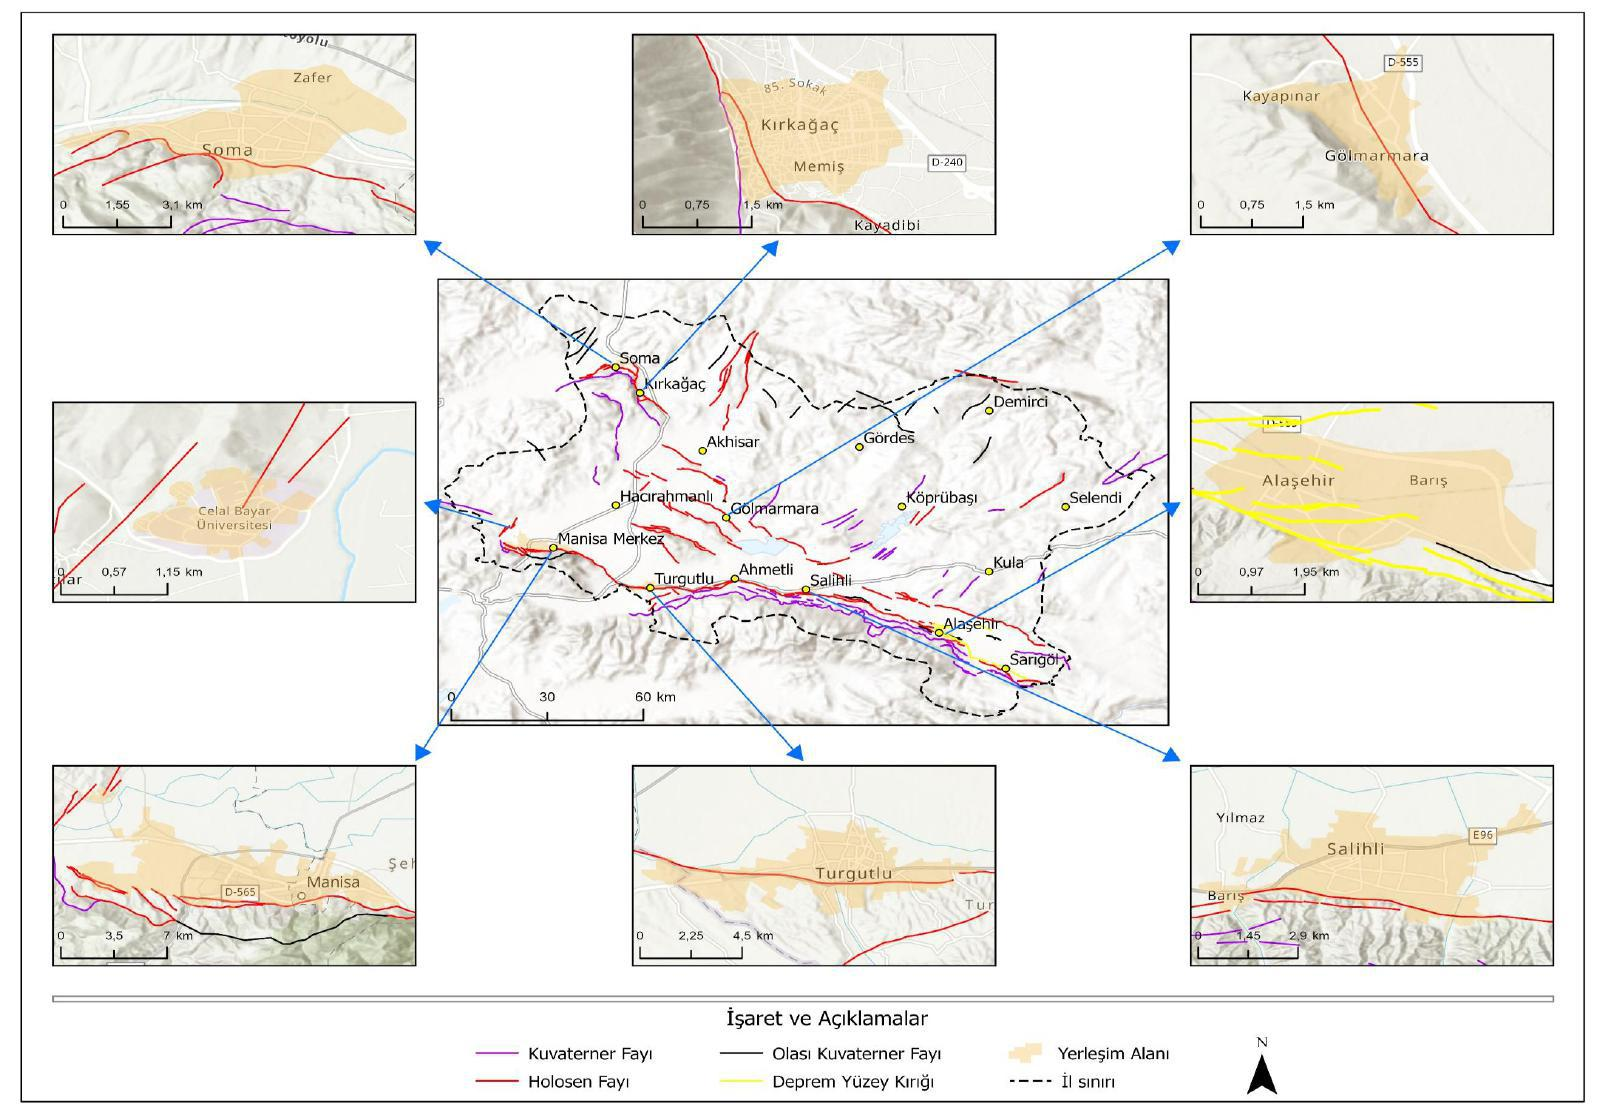 oyolu
Zafer
Soma
0 1,55 3,1 km
85. Sokak
Kırkağaç
Memiş
D-240
0 0,75 1,5 km
Kayadibi
D-555
Kayapınar
Gölmarmara
0 0,75 1,5 km
Soma
Kırkağaç
Demirci
Akhisar
Gördes
Hacırahmanlı
Gölmarmara
Köprübaşı
Selendi
Manisa Merkez
Turgutlu
Ahmetli
Salihli
Kula
Alaşehir
Sarıgöl
0 30 60 km
Celal Bayar
Üniversitesi
0 0,57 1,15 km
Alaşehir
Barış
0 0,97 1,95 km
Şeh
D-565
Manisa
0 3,5 7 km
Turgutlu
Tur
0 2,25 4,5 km
Yılmaz
E96
Salihli
Barış
0 1,45 2,9 km
İşaret ve Açıklamalar
Kuvaterner Fayı
Olası Kuvaterner Fayı
Yerleşim Alanı
Holosen Fayı
Deprem Yüzey Kırığı
İl sınırı
N